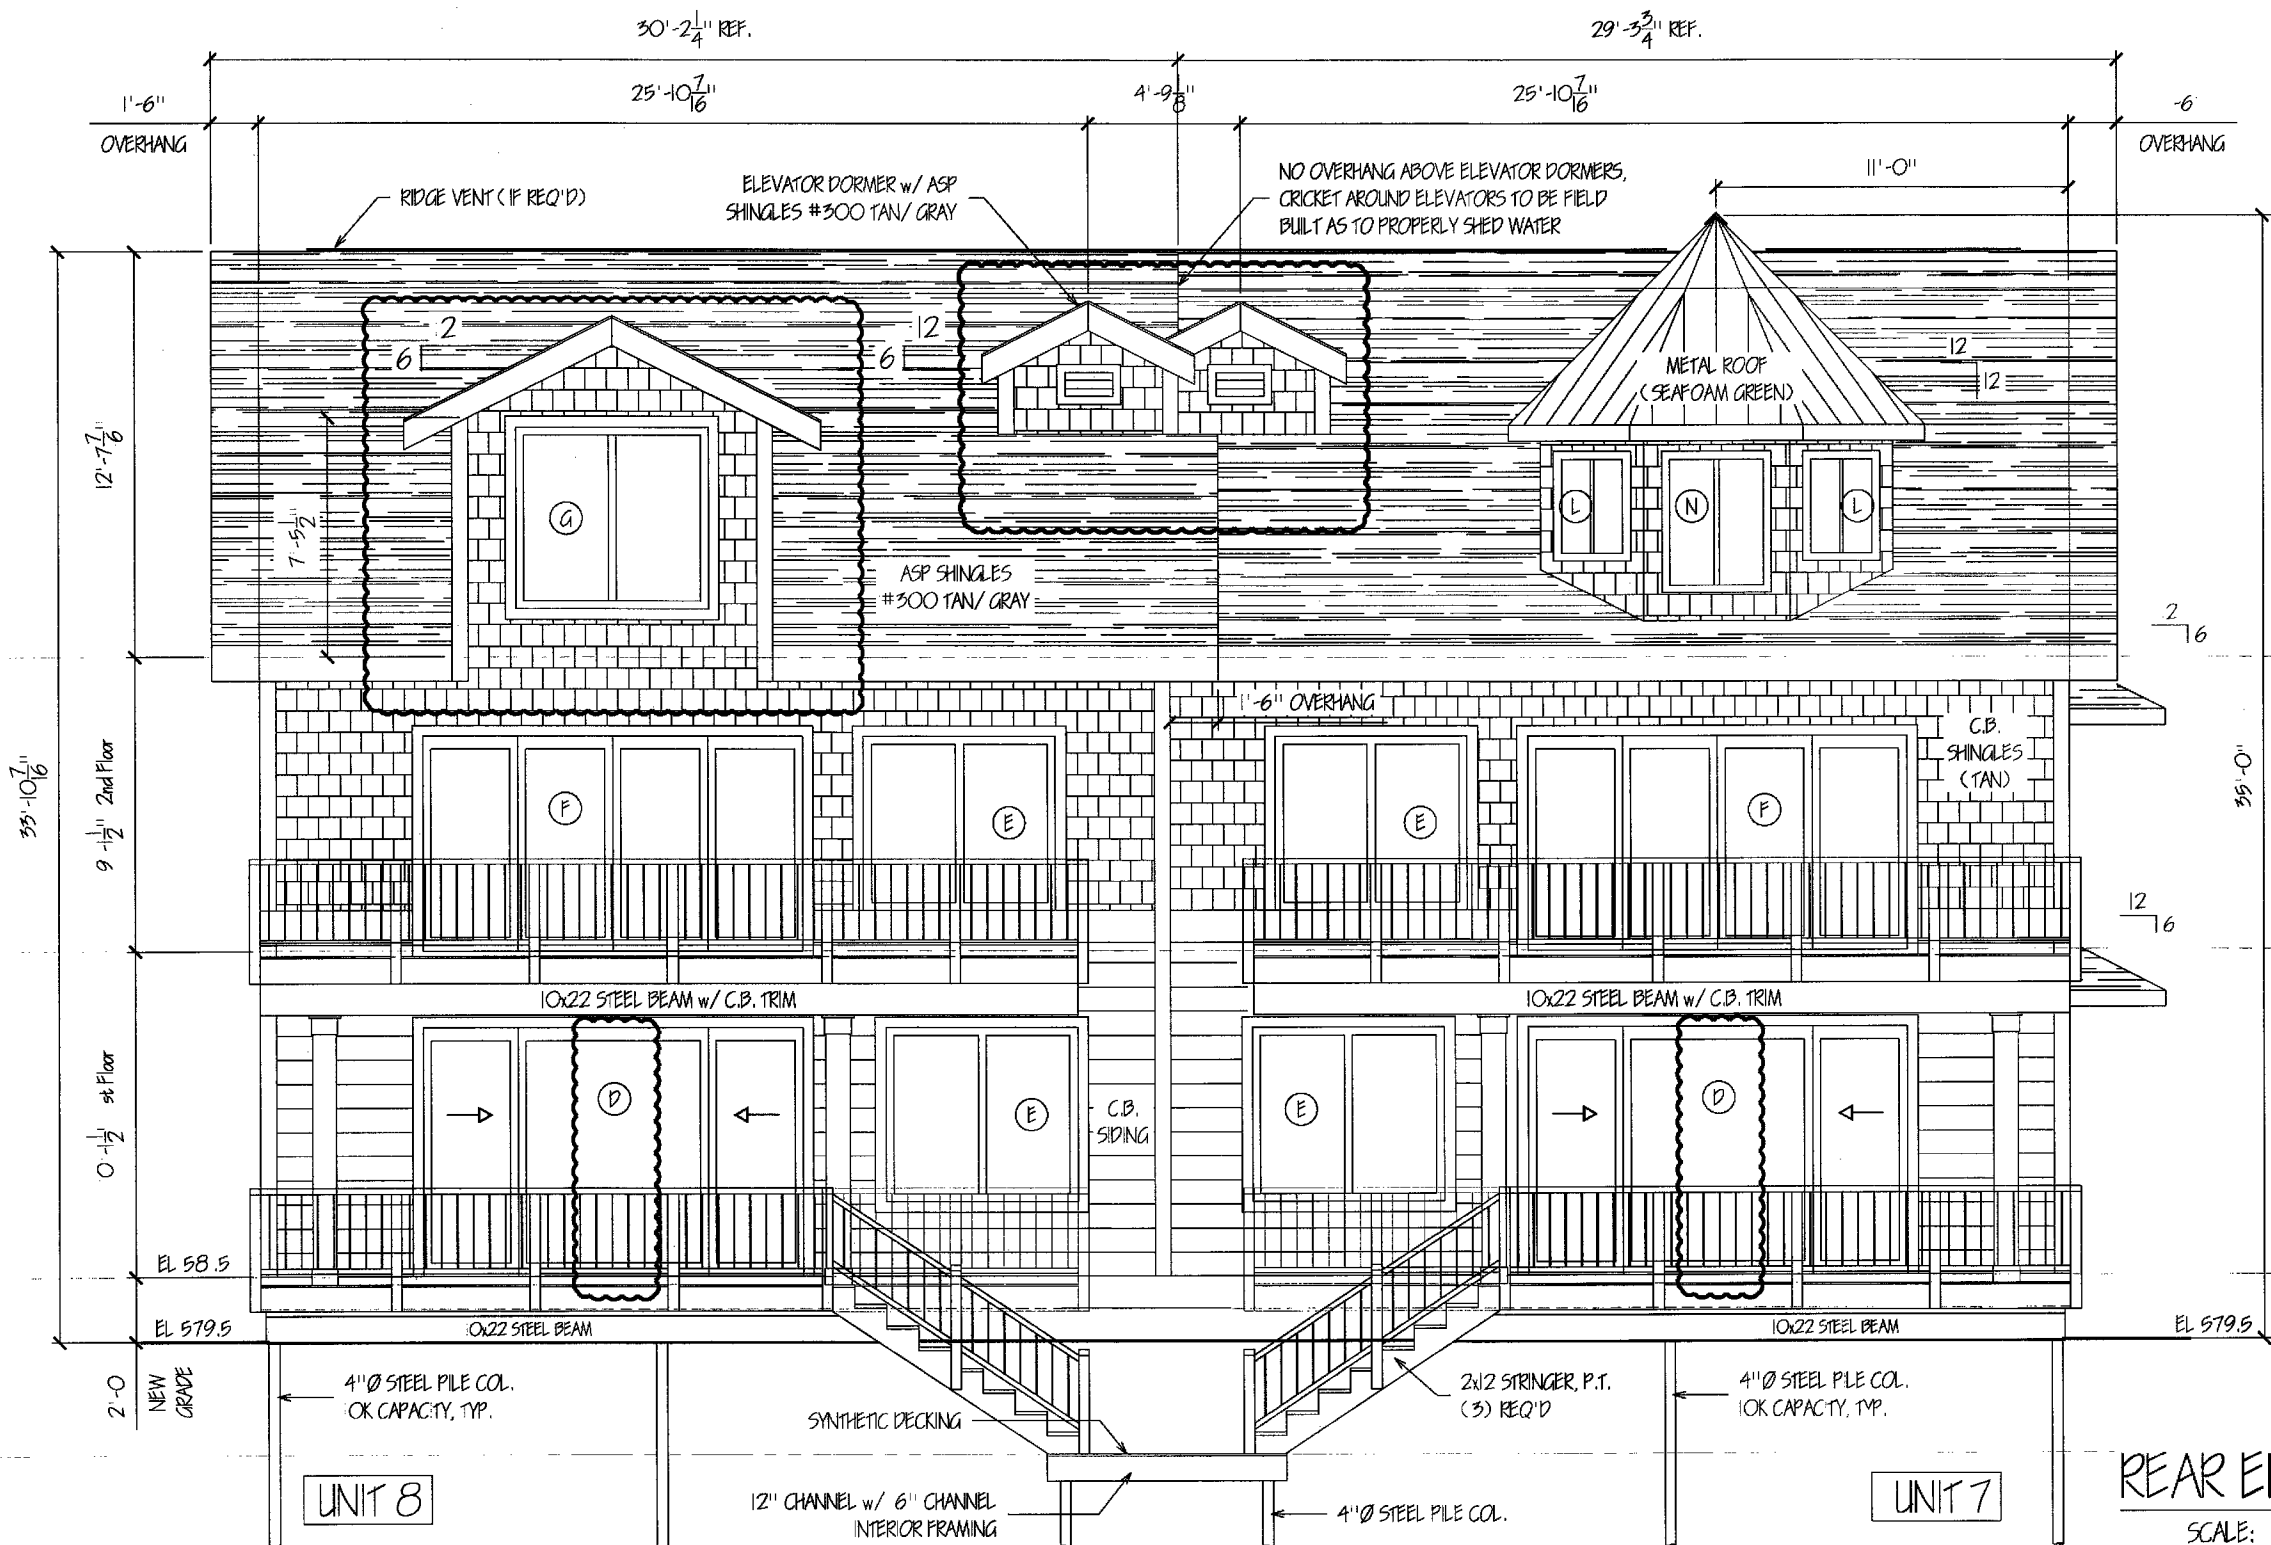 30'-2 1/4" REF.
29'-3 3/4" REF.
1'-6"
25'-10 7/16"
4'-9 1/8"
25'-10 7/16"
-6
OVERHANG
OVERHANG
11'-0"
RIDGE VENT (IF REQ'D)
ELEVATOR DORMER w/ ASP
SHINGLES #300 TAN/ GRAY
NO OVERHANG ABOVE ELEVATOR DORMERS,
CRICKET AROUND ELEVATORS TO BE FIELD
BUILT AS TO PROPERLY SHED WATER
2
6
12
6
METAL ROOF
(SEAFOAM GREEN)
12
12
12'-7 7/16"
7'-5 1/2"
G
L
N
L
ASP SHINGLES
#300 TAN/ GRAY
2
6
1'-6" OVERHANG
C.B.
SHINGLES
(TAN)
33'-10 7/16"
9'-1 1/2" 2nd Floor
35'-0"
F
E
E
F
12
6
10x22 STEEL BEAM w/ C.B. TRIM
10x22 STEEL BEAM w/ C.B. TRIM
0'-1 1/2" st Floor
D
E
C.B.
SIDING
E
D
EL 58 .5
EL 579.5
10x22 STEEL BEAM
10x22 STEEL BEAM
EL 579.5
2'-0
NEW
GRADE
4"Ø STEEL PILE COL.
10K CAPACITY, TYP.
2x12 STRINGER, P.T.
(3) REQ'D
4"Ø STEEL PILE COL.
10K CAPACITY, TYP.
SYNTHETIC DECKING
UNIT 8
12" CHANNEL w/ 6" CHANNEL
INTERIOR FRAMING
4"Ø STEEL PILE COL.
UNIT 7
REAR
SCALE: